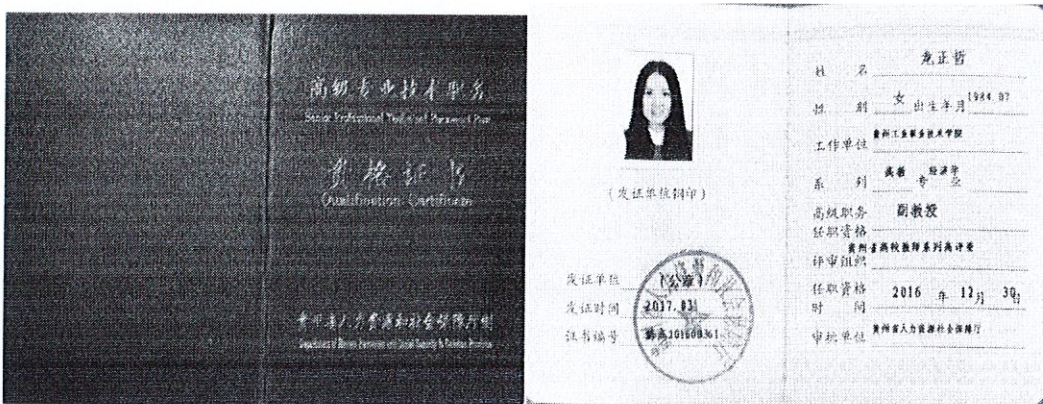 高级专业技术职务
资格证书
Qualification Certificate
贵州省人力资源和社会保障厅制
(发证单位钢印)
发证单位 (公章)
发证时间 2017.03
证书编号
姓 名 龙正哲
性 别 女 出生年月 1984.07
工作单位 贵州工业职业技术学院
系 列 高教 专 业 经济学
高级职务
任职资格 副教授
评审组织 贵州省高校教师系列高评委
任职资格
时 间 2016 年 12月 30日
审批单位 贵州省人力资源社会保障厅